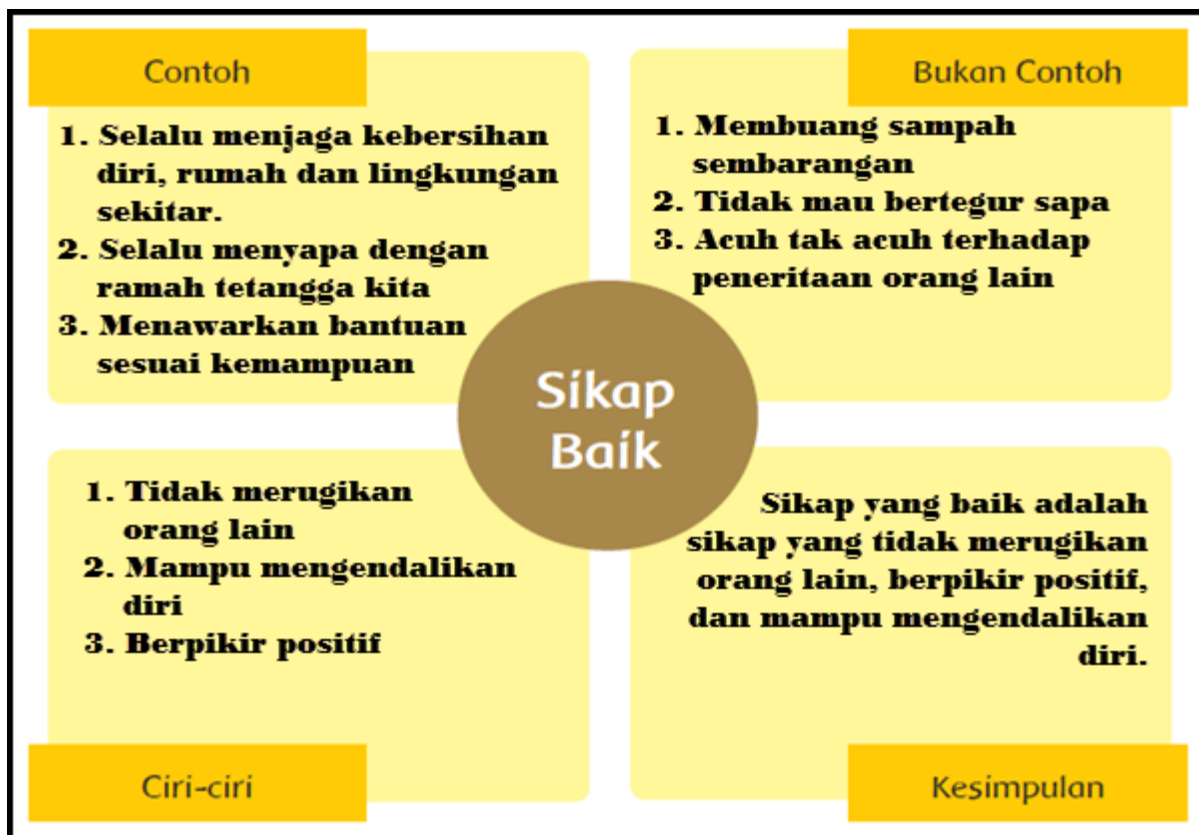 Contoh
1. Selalu menjaga kebersihan
diri, rumah dan lingkungan
sekitar.
2. Selalu menyapa dengan
ramah tetangga kita
3. Menawarkan bantuan
sesuai kemampuan
Bukan Contoh
1. Membuang sampah
sembarangan
2. Tidak mau bertegur sapa
3. Acuh tak acuh terhadap
peneritaan orang lain
Sikap
Baik
1. Tidak merugikan
orang lain
2. Mampu mengendalikan
diri
3. Berpikir positif
Ciri-ciri
Sikap yang baik adalah
sikap yang tidak merugikan
orang lain, berpikir positif,
dan mampu mengendalikan
diri.
Kesimpulan